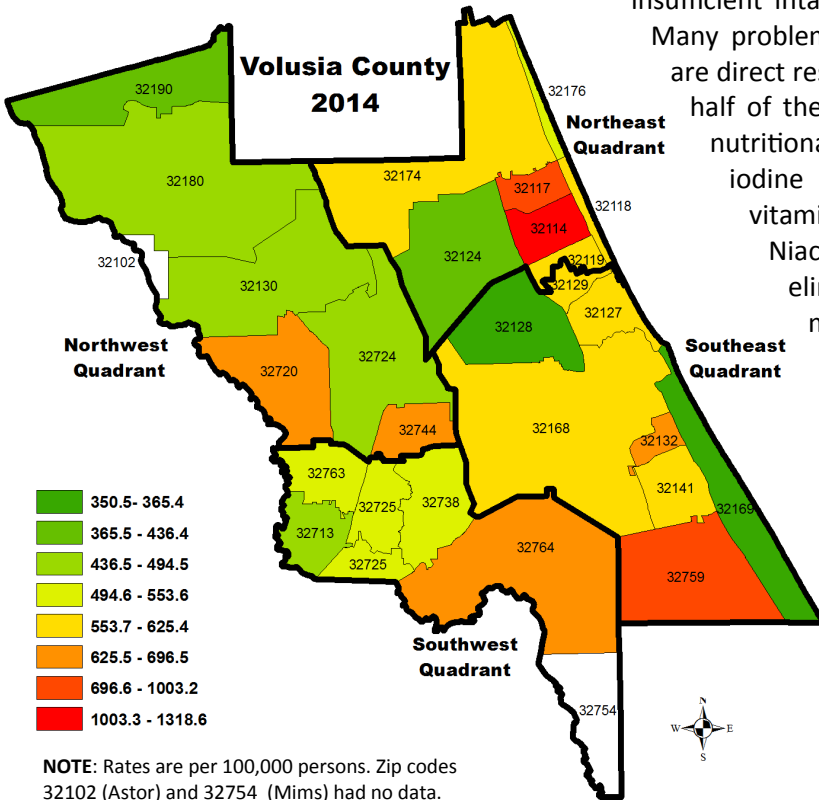 insufficient
Many problem
are direct res
half of the
nutritiona
iodine
vitami
Niac
elin
Volusia County
2014
Northeast
Quadrant
32176
32190
32174
32180
32117
32118
32114
32124
32119
32102
32129
32130
32127
32128
Northwest
Quadrant
Southeast
Quadrant
32724
32720
32744
32168
32132
32763
32738
32725
32141
32169
32713
32764
32725
32759
Southwest
Quadrant
32754
350.5- 365.4
365.5 - 436.4
436.5 - 494.5
494.6 - 553.6
553.7 - 625.4
625.5 - 696.5
696.6 - 1003.2
1003.3 - 1318.6
N
W E
S
NOTE: Rates are per 100,000 persons. Zip codes
32102 (Astor) and 32754 (Mims) had no data.